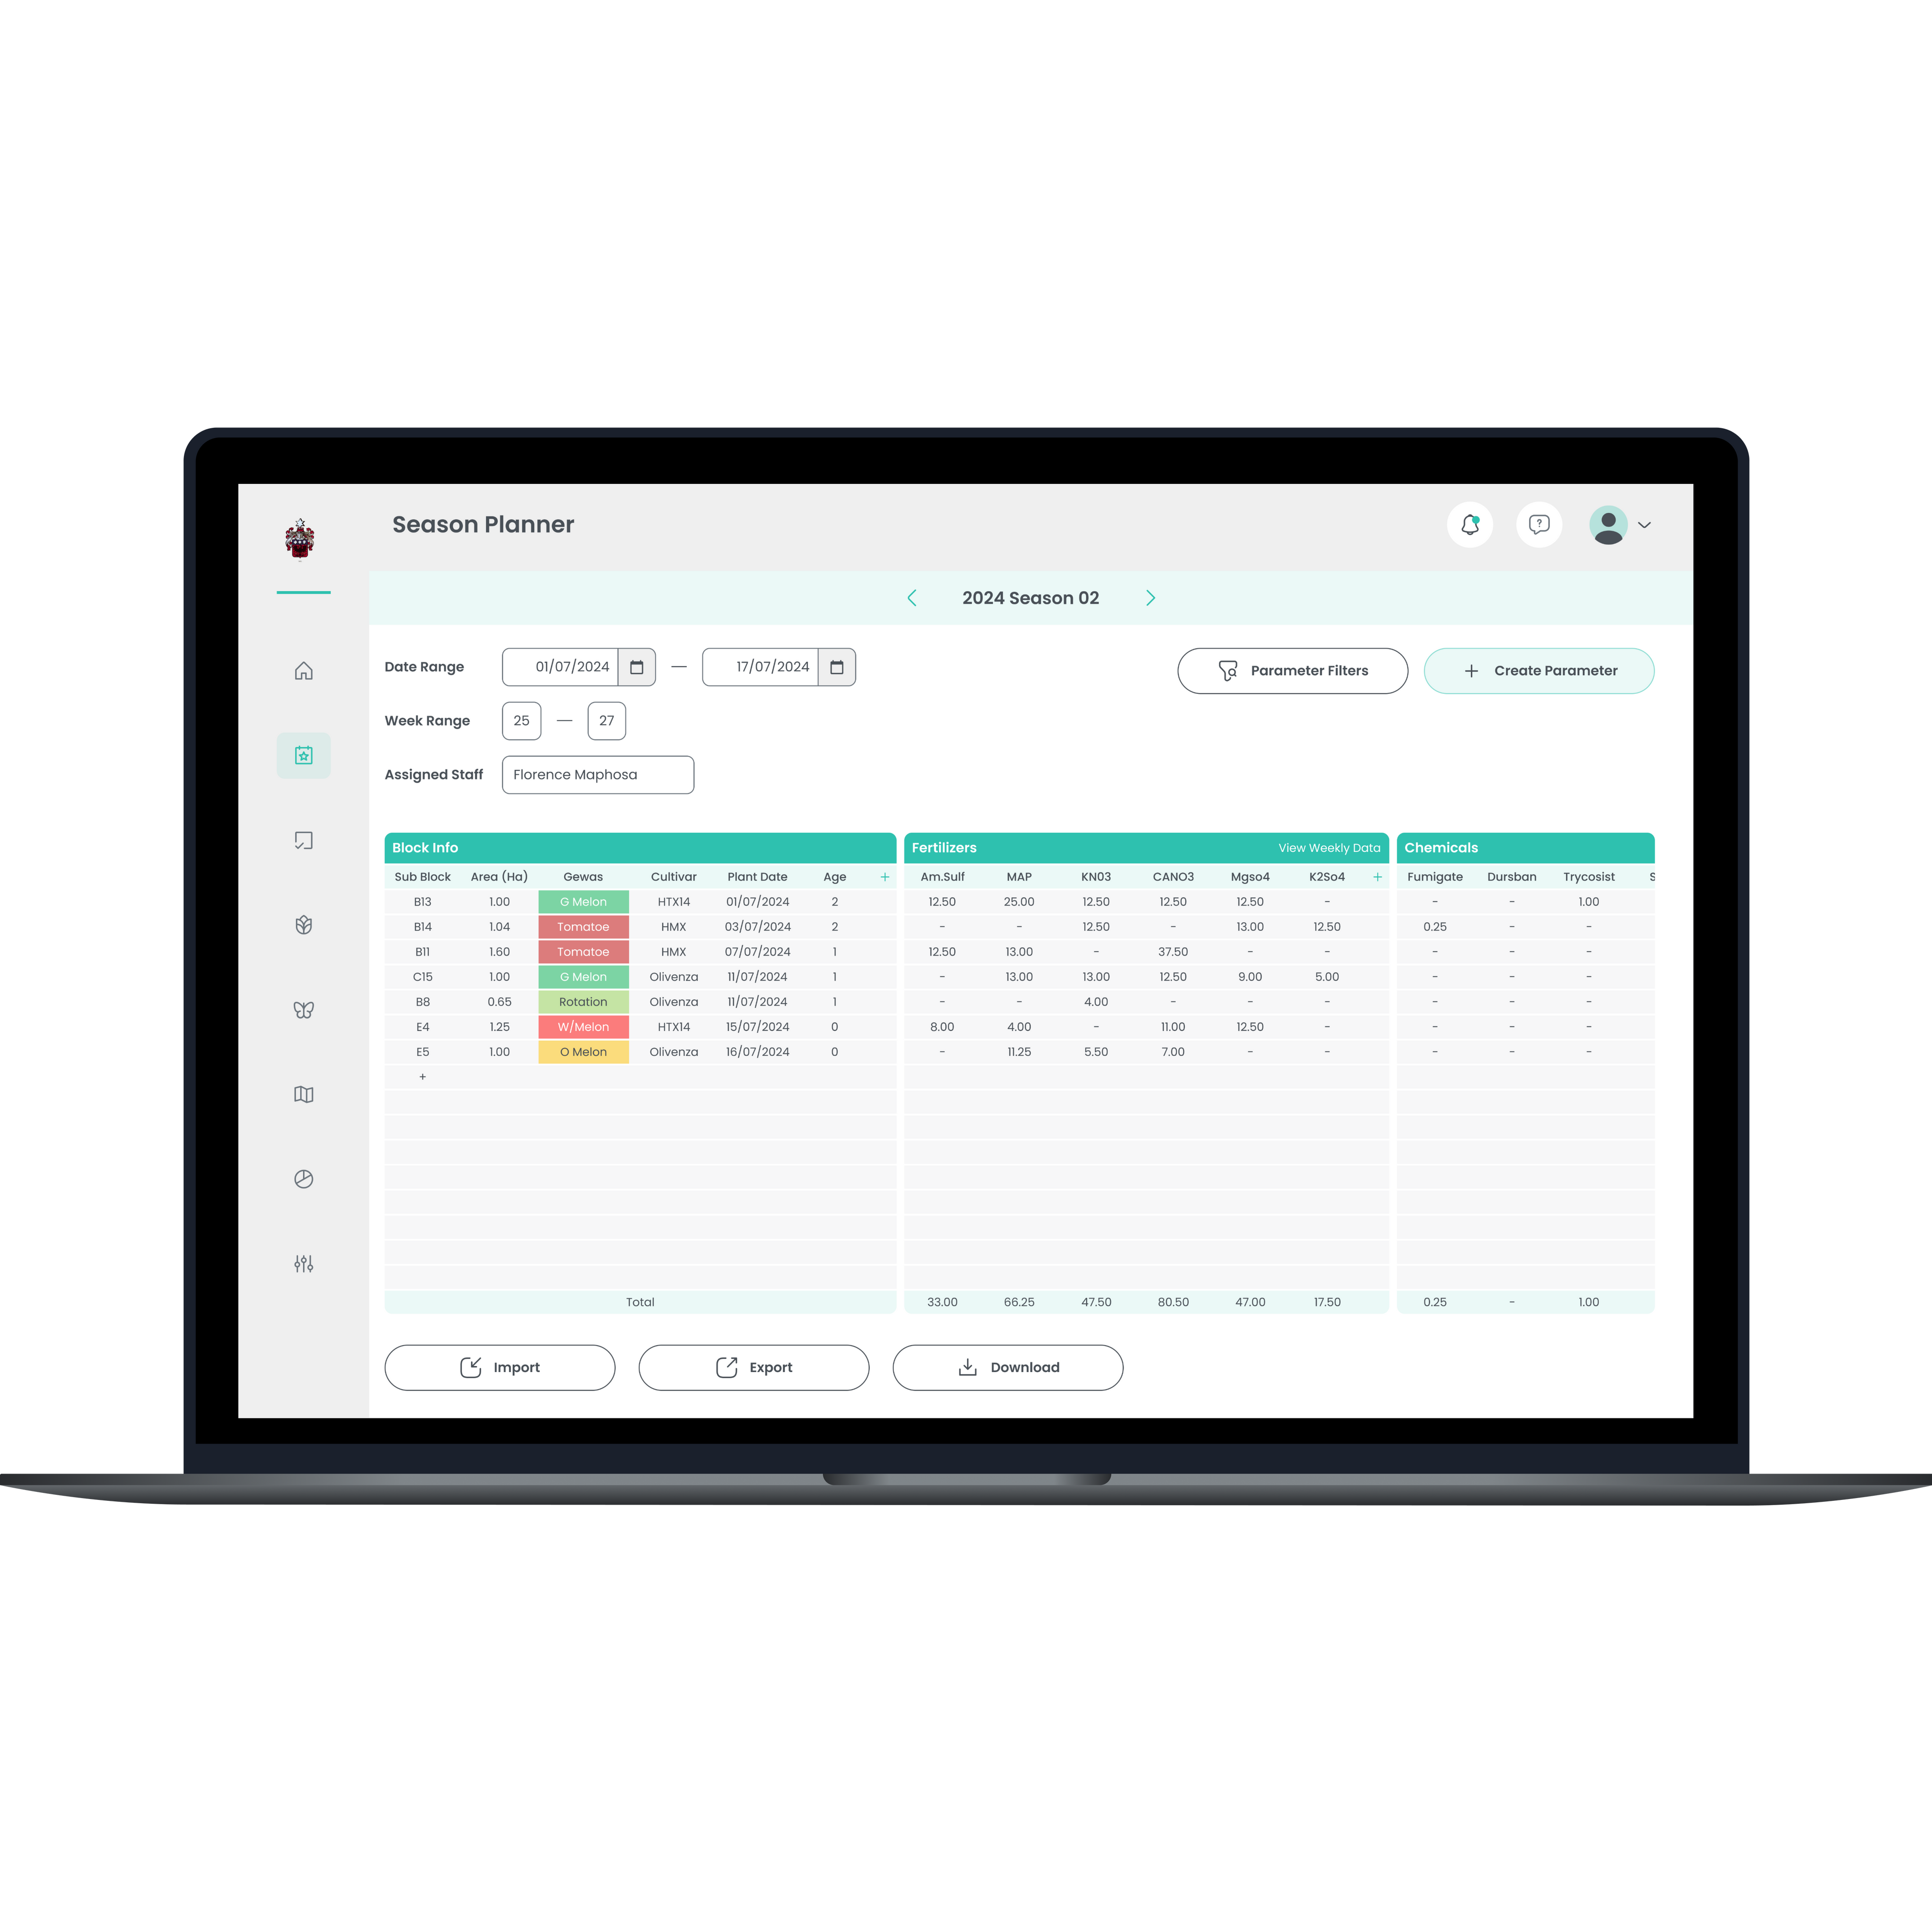 Season Planner
2024 Season 02
Date Range 01/07/2024 — 17/07/2024 Parameter Filters + Create Parameter
Week Range 25 — 27
Assigned Staff Florence Maphosa
Block Info Fertilizers View Weekly Data Chemicals
Sub Block Area (Ha) Gewas Cultivar Plant Date Age + Am.Sulf MAP KN03 CANO3 Mgso4 K2So4 + Fumigate Dursban Trycosist S
B13 1.00 G Melon HTX14 01/07/2024 2 12.50 25.00 12.50 12.50 12.50 - - - 1.00
B14 1.04 Tomatoe HMX 03/07/2024 2 - - 12.50 - 13.00 12.50 0.25 - -
B11 1.60 Tomatoe HMX 07/07/2024 1 12.50 13.00 - 37.50 - - - - -
C15 1.00 G Melon Olivenza 11/07/2024 1 - 13.00 13.00 12.50 9.00 5.00 - - -
B8 0.65 Rotation Olivenza 11/07/2024 1 - - 4.00 - - - - - -
E4 1.25 W/Melon HTX14 15/07/2024 0 8.00 4.00 - 11.00 12.50 - - - -
E5 1.00 O Melon Olivenza 16/07/2024 0 - 11.25 5.50 7.00 - - - - -
+
Total 33.00 66.25 47.50 80.50 47.00 17.50 0.25 - 1.00
Import Export Download